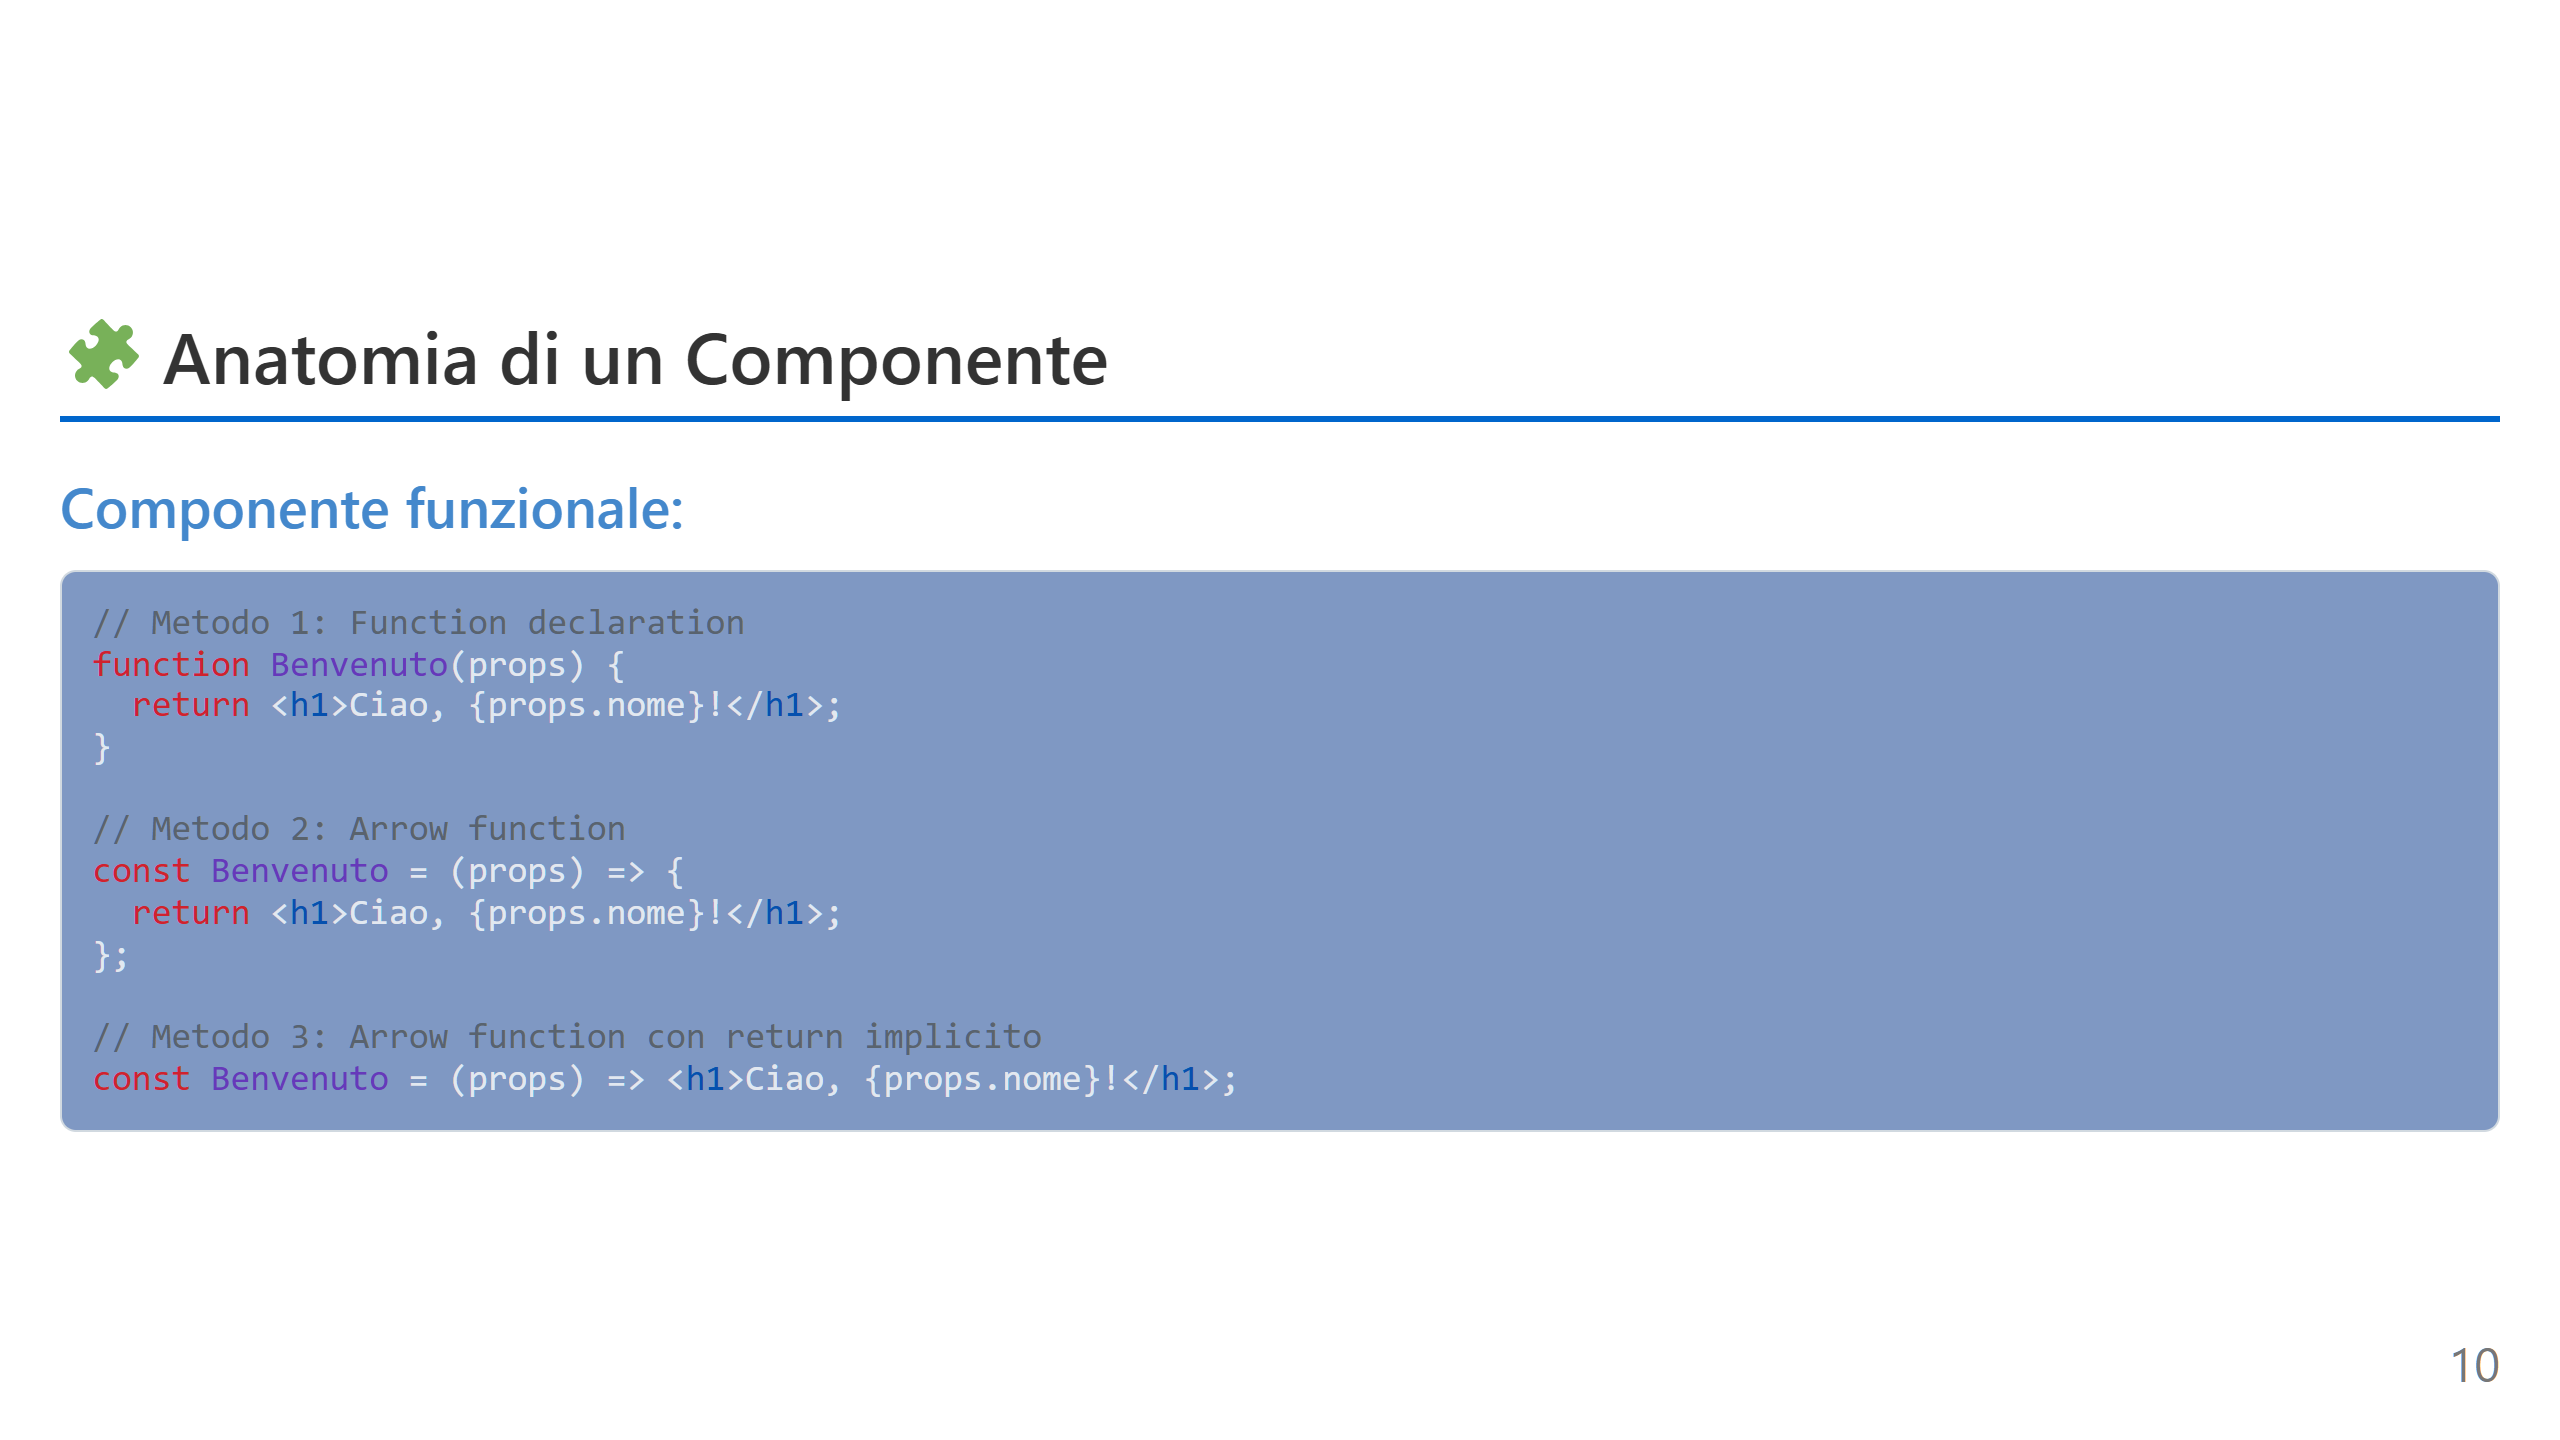 Anatomia di un Componente
Componente funzionale:
// Metodo 1: Function declaration
function Benvenuto(props) {
  return <h1>Ciao, {props.nome}!</h1>;
}
// Metodo 2: Arrow function
const Benvenuto = (props) => {
  return <h1>Ciao, {props.nome}!</h1>;
};
// Metodo 3: Arrow function con return implicito
const Benvenuto = (props) => <h1>Ciao, {props.nome}!</h1>;
10